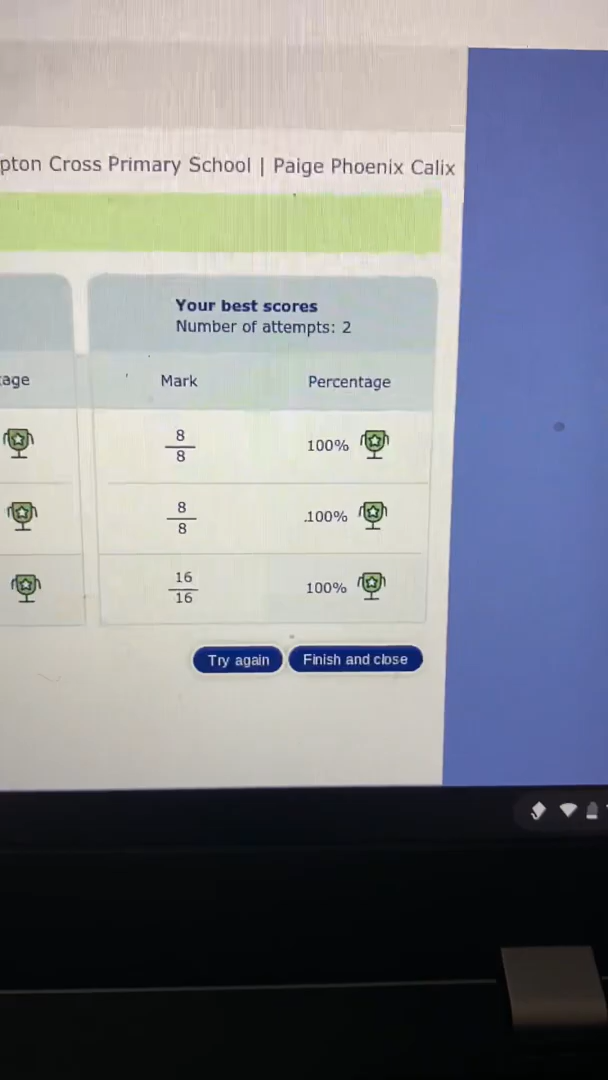 pton Cross Primary School | Paige Phoenix Calix
Your best scores
Number of attempts: 2
Mark
Percentage
8
8
100%
8
8
100%
16
16
100%
Try again
Finish and close